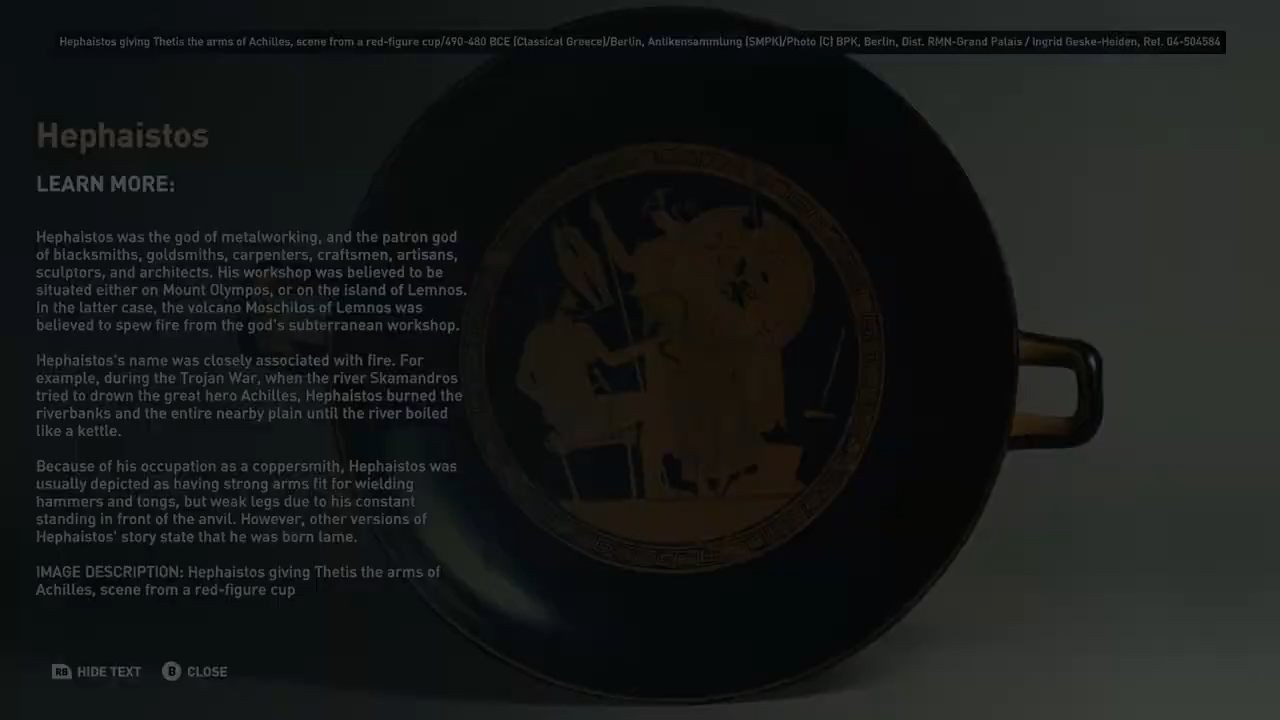 Hephaistos giving Thetis the arms of Achilles, scene from a red-figure cup/490-480 BCE (Classical Greece)/Berlin, Antikensammlung (SMPK)/Photo (C) BPK, Berlin, Dist. RMN-Grand Palais / Ingrid Geske-Heiden, Ref. 04-504584
Hephaistos
LEARN MORE:
Hephaistos was the god of metalworking, and the patron god
of blacksmiths, goldsmiths, carpenters, craftsmen, artisans,
sculptors, and architects. His workshop was believed to be
situated either on Mount Olympos, or on the island of Lemnos.
In the latter case, the volcano Moschilos of Lemnos was
believed to spew fire from the god's subterranean workshop.
Hephaistos's name was closely associated with fire. For
example, during the Trojan War, when the river Skamandros
tried to drown the great hero Achilles, Hephaistos burned the
riverbanks and the entire nearby plain until the river boiled
like a kettle.
Because of his occupation as a coppersmith, Hephaistos was
usually depicted as having strong arms fit for wielding
hammers and tongs, but weak legs due to his constant
standing in front of the anvil. However, other versions of
Hephaistos' story state that he was born lame.
IMAGE DESCRIPTION: Hephaistos giving Thetis the arms of
Achilles, scene from a red-figure cup
RB HIDE TEXT B CLOSE